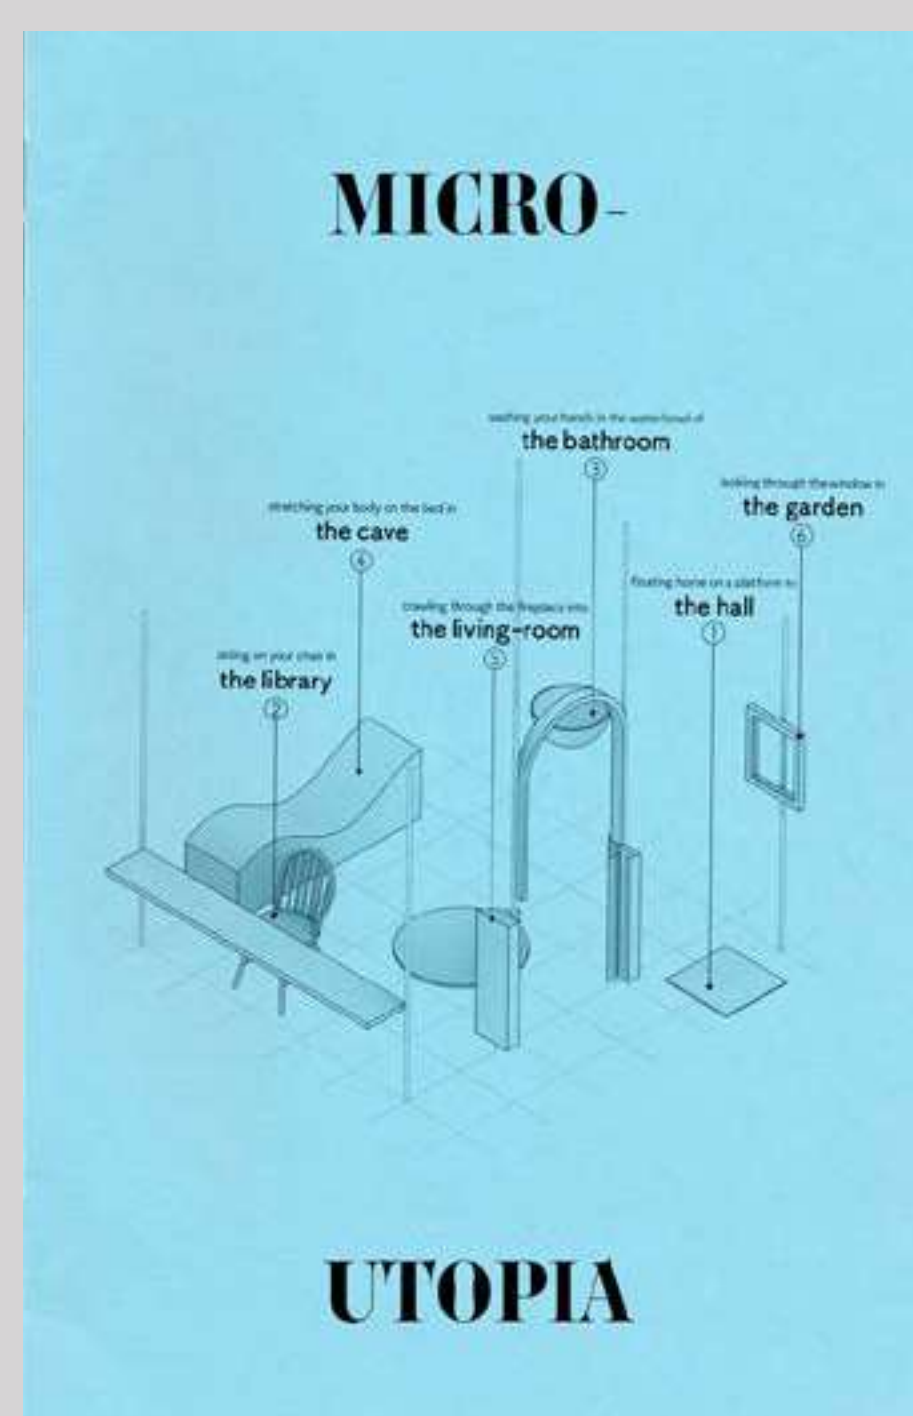 MICRO-
washing your hands in the waterbowl of
the bathroom
3
looking through the window in
the garden
6
stretching your body on the bed in
the cave
4
floating home on a platform in
the hall
1
crawling through the fireplace into
the living-room
5
sitting on your chair in
the library
2
UTOPIA